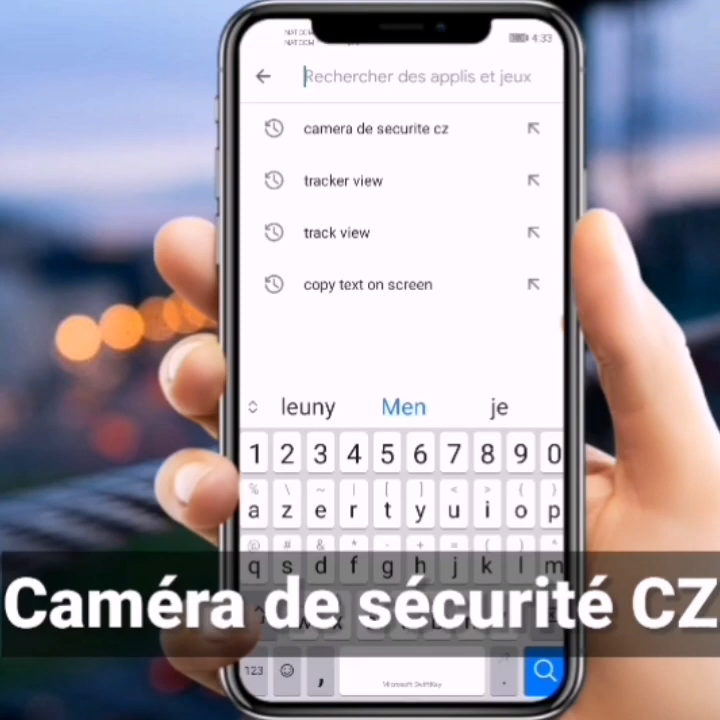 4:33
Rechercher des applis et jeux
camera de securite cz
tracker view
track view
copy text on screen
leuny Men je
1 2 3 4 5 6 7 8 9 0
% \ ~ | [ ] < > { }
a z e r t y u i o p
@ # & * - + = ( )
q s d f g h j k l m
Caméra de sécurité CZ
123 , .
Microsoft SwiftKey